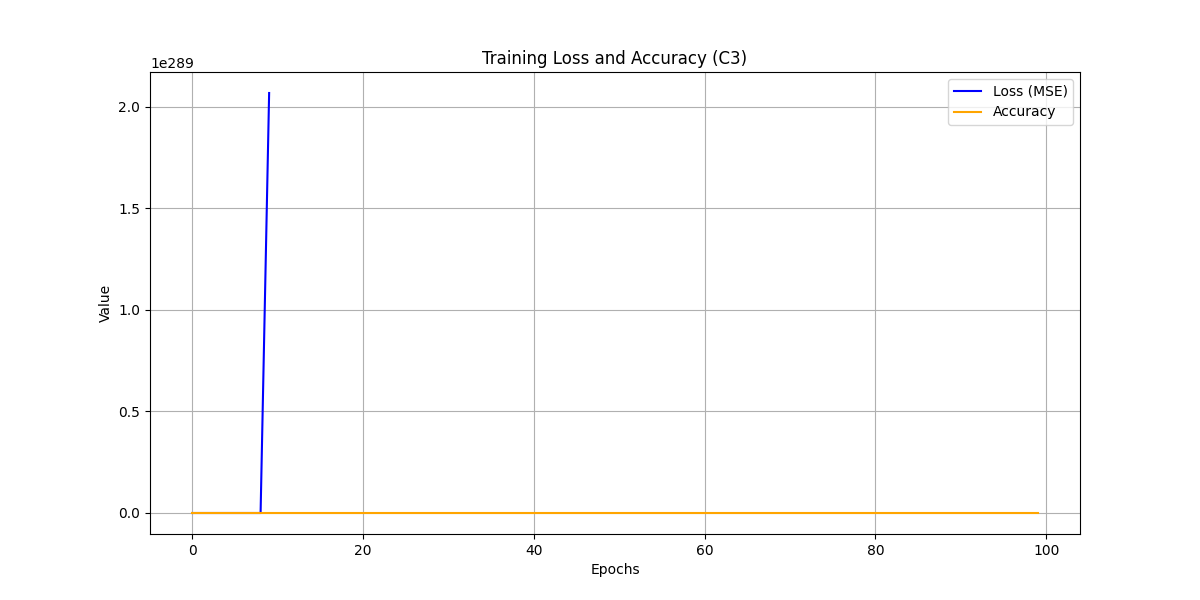 Training Loss and Accuracy (C3)
1e289
Loss (MSE)
Accuracy
2.0
1.5
1.0
0.5
0.0
Value
0 20 40 60 80 100
Epochs